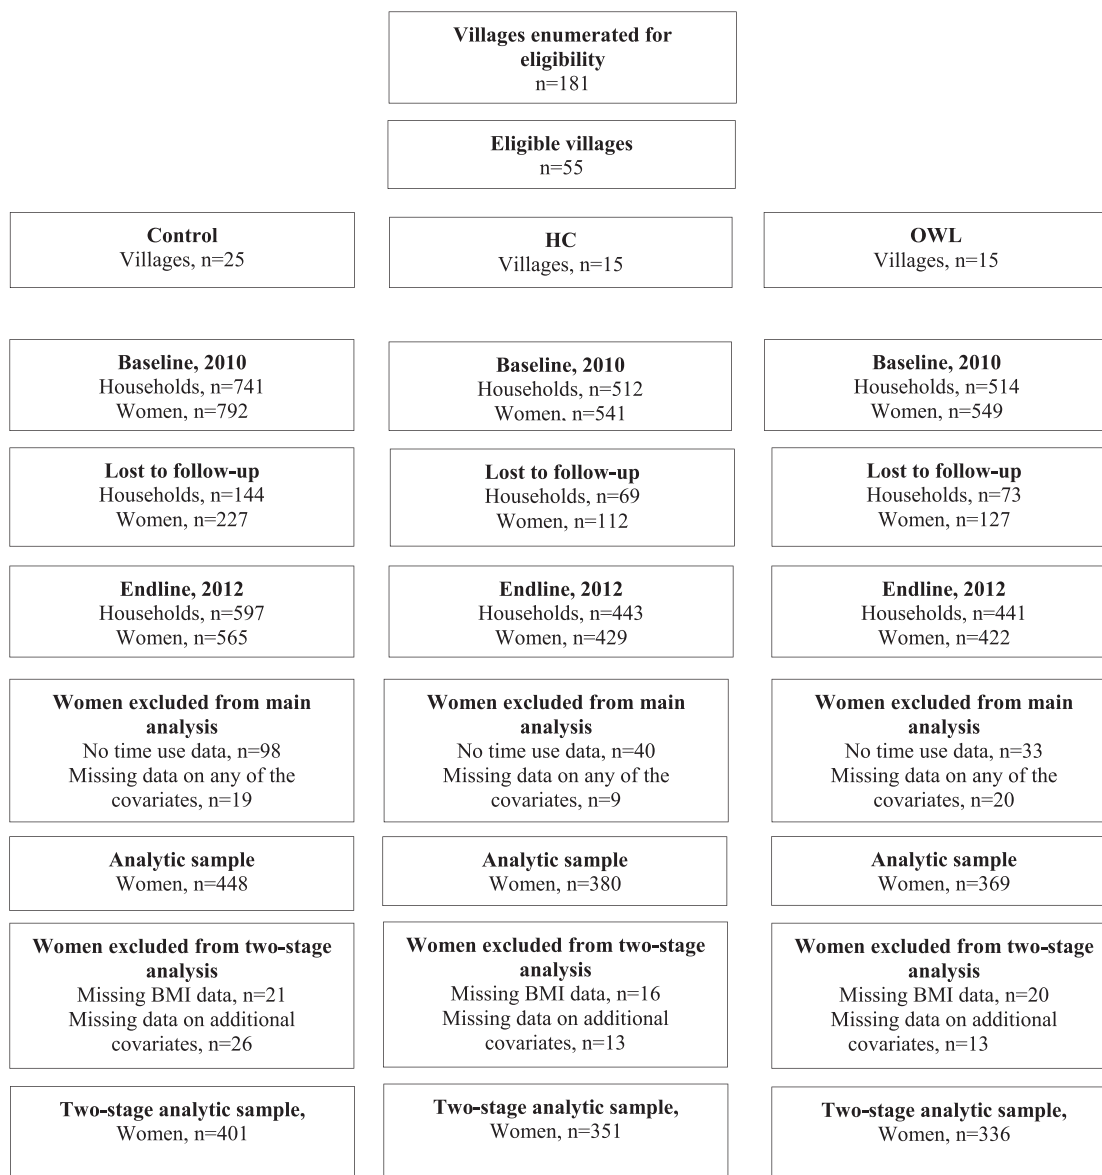 Villages enumerated for
eligibility
n=181
Eligible villages
n=55
Control
Villages, n=25
HC
Villages, n=15
OWL
Villages, n=15
Baseline, 2010
Households, n=741
Women, n=792
Baseline, 2010
Households, n=512
Women, n=541
Baseline, 2010
Households, n=514
Women, n=549
Lost to follow-up
Households, n=144
Women, n=227
Lost to follow-up
Households, n=69
Women, n=112
Lost to follow-up
Households, n=73
Women, n=127
Endline, 2012
Households, n=597
Women, n=565
Endline, 2012
Households, n=443
Women, n=429
Endline, 2012
Households, n=441
Women, n=422
Women excluded from main
analysis
No time use data, n=98
Missing data on any of the
covariates, n=19
Women excluded from main
analysis
No time use data, n=40
Missing data on any of the
covariates, n=9
Women excluded from main
analysis
No time use data, n=33
Missing data on any of the
covariates, n=20
Analytic sample
Women, n=448
Analytic sample
Women, n=380
Analytic sample
Women, n=369
Women excluded from two-stage
analysis
Missing BMI data, n=21
Missing data on additional
covariates, n=26
Women excluded from two-stage
analysis
Missing BMI data, n=16
Missing data on additional
covariates, n=13
Women excluded from two-stage
analysis
Missing BMI data, n=20
Missing data on additional
covariates, n=13
Two-stage analytic sample,
Women, n=401
Two-stage analytic sample,
Women, n=351
Two-stage analytic sample,
Women, n=336